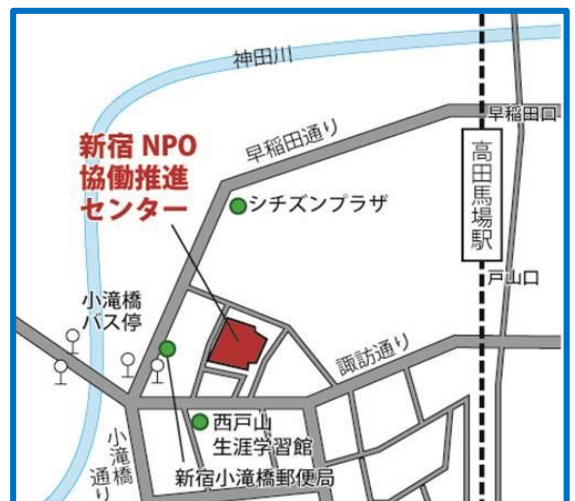 神田川
早稲田通り
早稲田口
新宿 NPO
協働推進
センター
高田馬場駅
シチズンプラザ
戸山口
小滝橋
バス停
諏訪通り
西戸山
生涯学習館
小滝橋
通り
新宿小滝橋郵便局